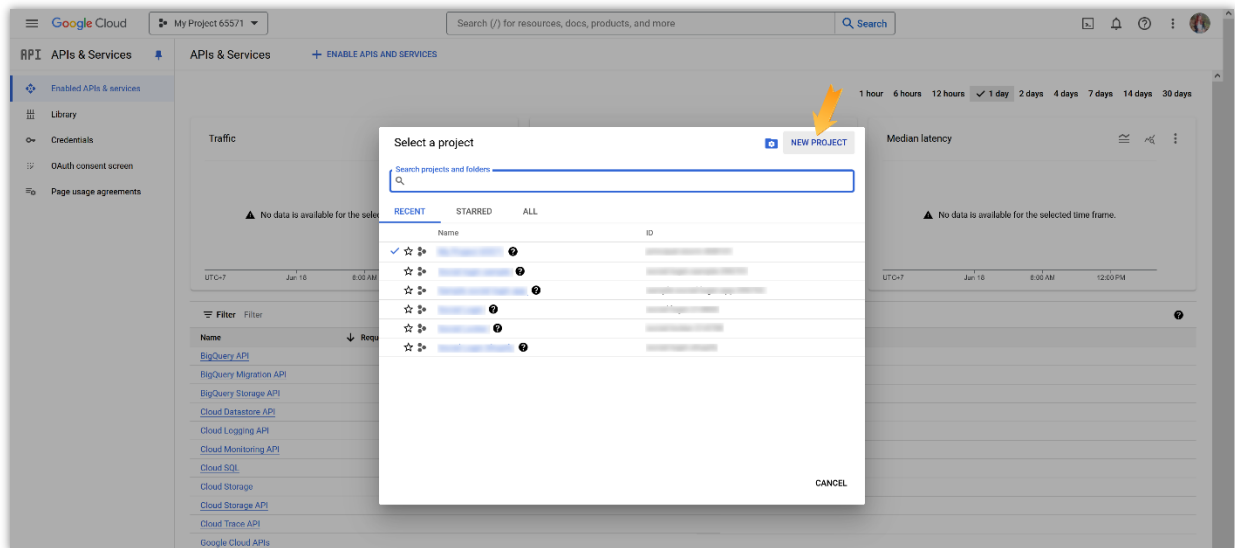 Google Cloud My Project 65571 Search (/) for resources, docs, products, and more Search
API APIs & Services APIs & Services ENABLE APIS AND SERVICES
Enabled APIs & services
Library
Credentials
OAuth consent screen
Page usage agreements
1 hour 6 hours 12 hours 1 day 2 days 4 days 7 days 14 days 30 days
Traffic
Median latency
No data is available for the selec
No data is available for the selected time frame.
UTC+7 Jun 18 6:00 AM
UTC+7 Jun 18 6:00 AM 12:00 PM
Select a project NEW PROJECT
Search projects and folders
RECENT STARRED ALL
Name ID
CANCEL
Filter Filter
Name Requ
BigQuery API
BigQuery Migration API
BigQuery Storage API
Cloud Datastore API
Cloud Logging API
Cloud Monitoring API
Cloud SQL
Cloud Storage
Cloud Storage API
Cloud Trace API
Google Cloud APIs